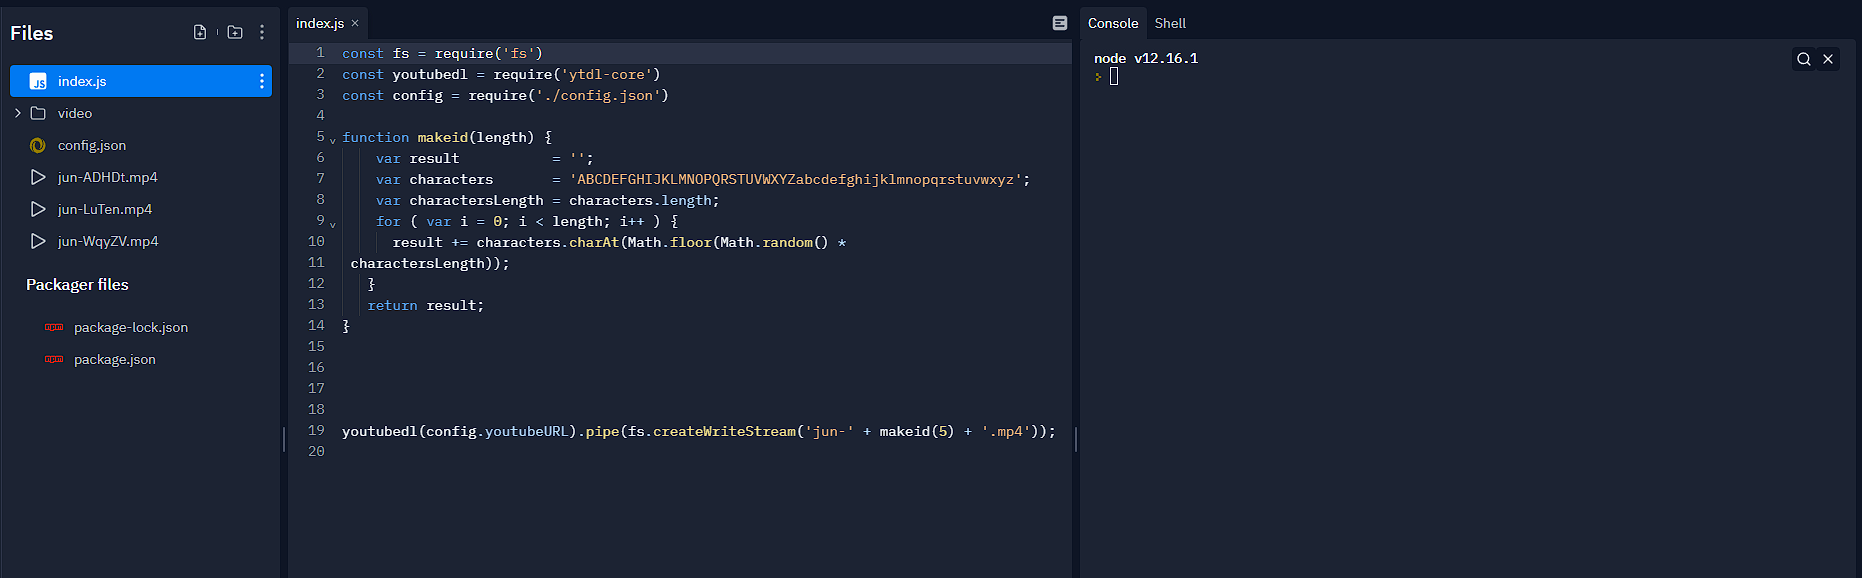 Files
index.js
video
config.json
jun-ADHDt.mp4
jun-LuTen.mp4
jun-WqyZV.mp4
Packager files
package-lock.json
package.json
index.js ×
1 const fs = require('fs')
2 const youtubedl = require('ytdl-core')
3 const config = require('./config.json')
4
5 function makeid(length) {
6 var result           = '';
7 var characters       = 'ABCDEFGHIJKLMNOPQRSTUVWXYZabcdefghijklmnopqrstuvwxyz';
8 var charactersLength = characters.length;
9 for ( var i = 0; i < length; i++ ) {
10 result += characters.charAt(Math.floor(Math.random() *
11 charactersLength));
12 }
13 return result;
14 }
15
16
17
18
19 youtubedl(config.youtubeURL).pipe(fs.createWriteStream('jun-' + makeid(5) + '.mp4'));
20
Console Shell
node v12.16.1